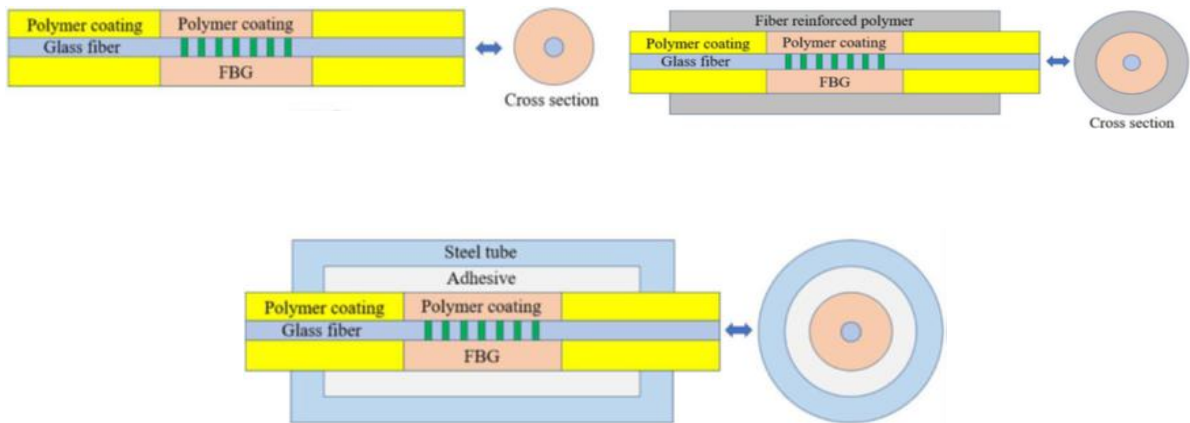 Polymer coating Polymer coating
Glass fiber
FBG
Cross section
Fiber reinforced polymer
Polymer coating Polymer coating
Glass fiber
FBG
Cross section
Steel tube
Adhesive
Polymer coating Polymer coating
Glass fiber
FBG